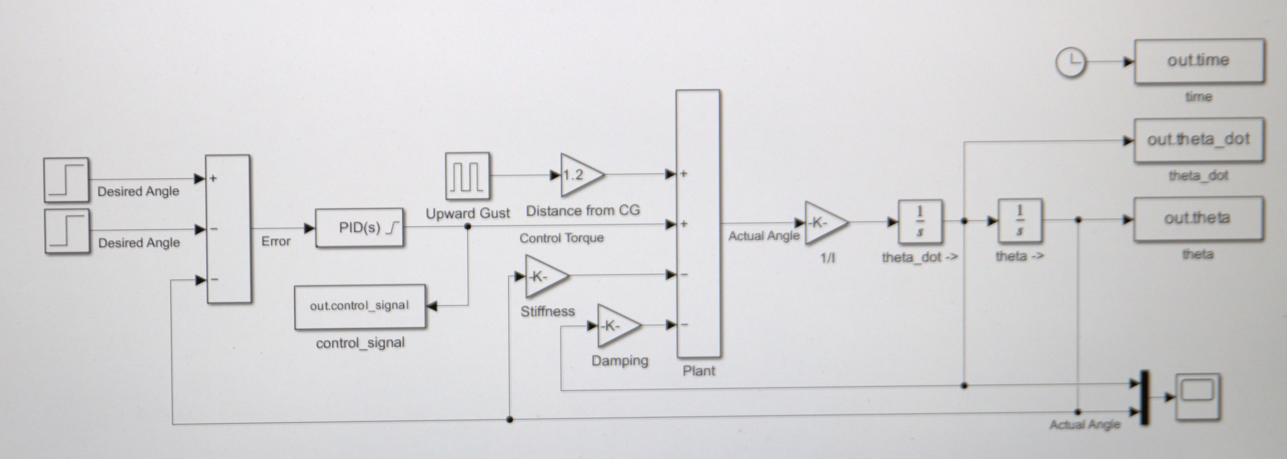 out.time
time
out.theta_dot
theta_dot
Desired Angle
+
Desired Angle
−
−
Error
PID(s)
out.control_signal
control_signal
Upward Gust
1.2
Distance from CG
Control Torque
-K-
Stiffness
-K-
Damping
+
+
−
−
Plant
Actual Angle
-K-
1/I
1
s
theta_dot ->
1
s
theta ->
out.theta
theta
Actual Angle